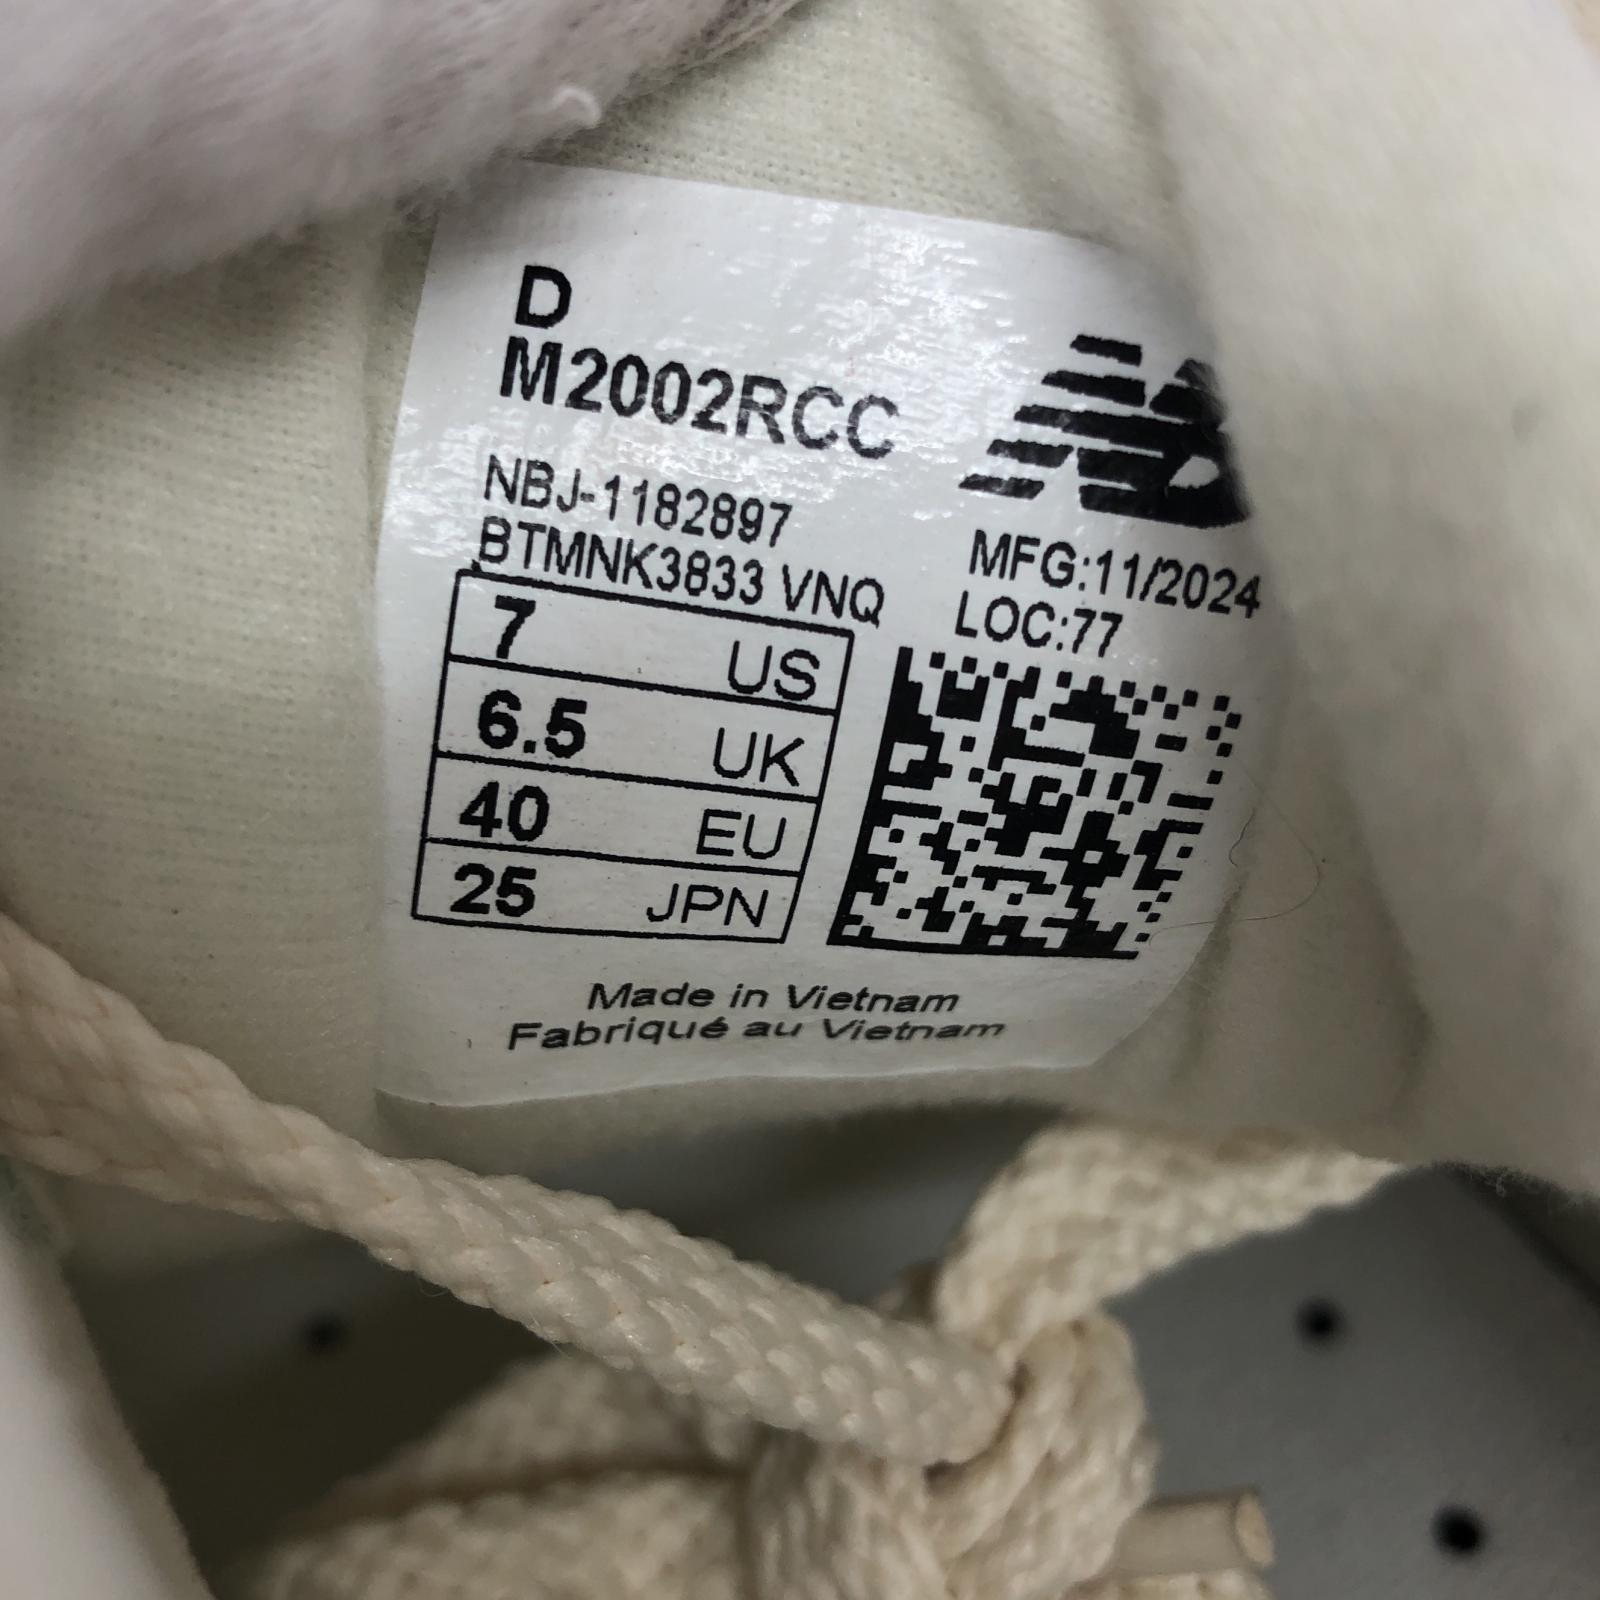 D
M2002RCC
NBJ-1182897
BTMNK3833 VNQ
NB
MFG:11/2024
LOC:77
7 US
6.5 UK
40 EU
25 JPN
Made in Vietnam
Fabriqué au Vietnam